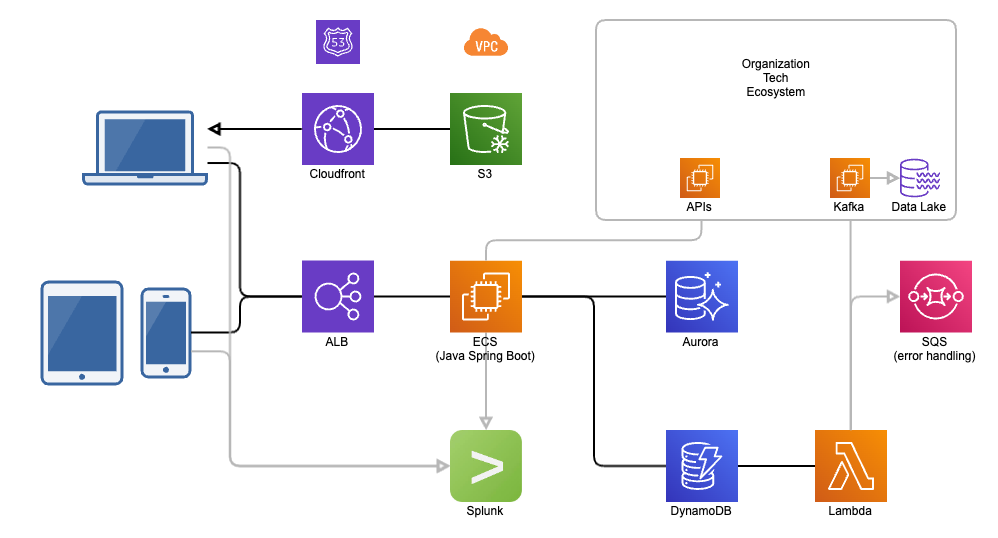 53
VPC
Organization
Tech
Ecosystem
Cloudfront
S3
APIs
Kafka
Data Lake
ALB
ECS
(Java Spring Boot)
Aurora
SQS
(error handling)
>
Splunk
DynamoDB
Lambda